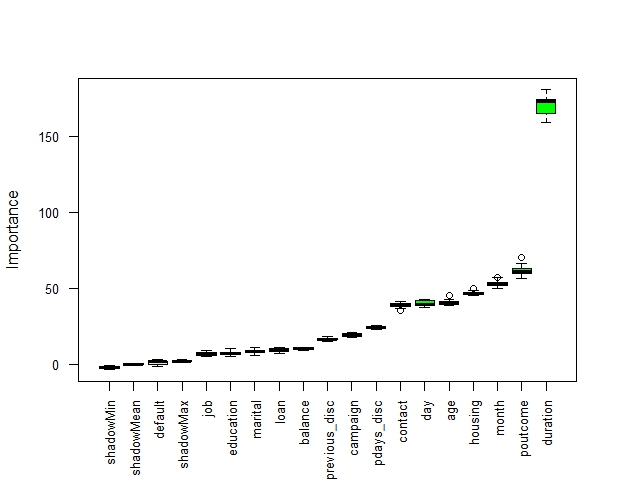 Importance
150
100
50
0
shadowMin
shadowMean
default
shadowMax
job
education
marital
loan
balance
previous_disc
campaign
pdays_disc
contact
day
age
housing
month
poutcome
duration